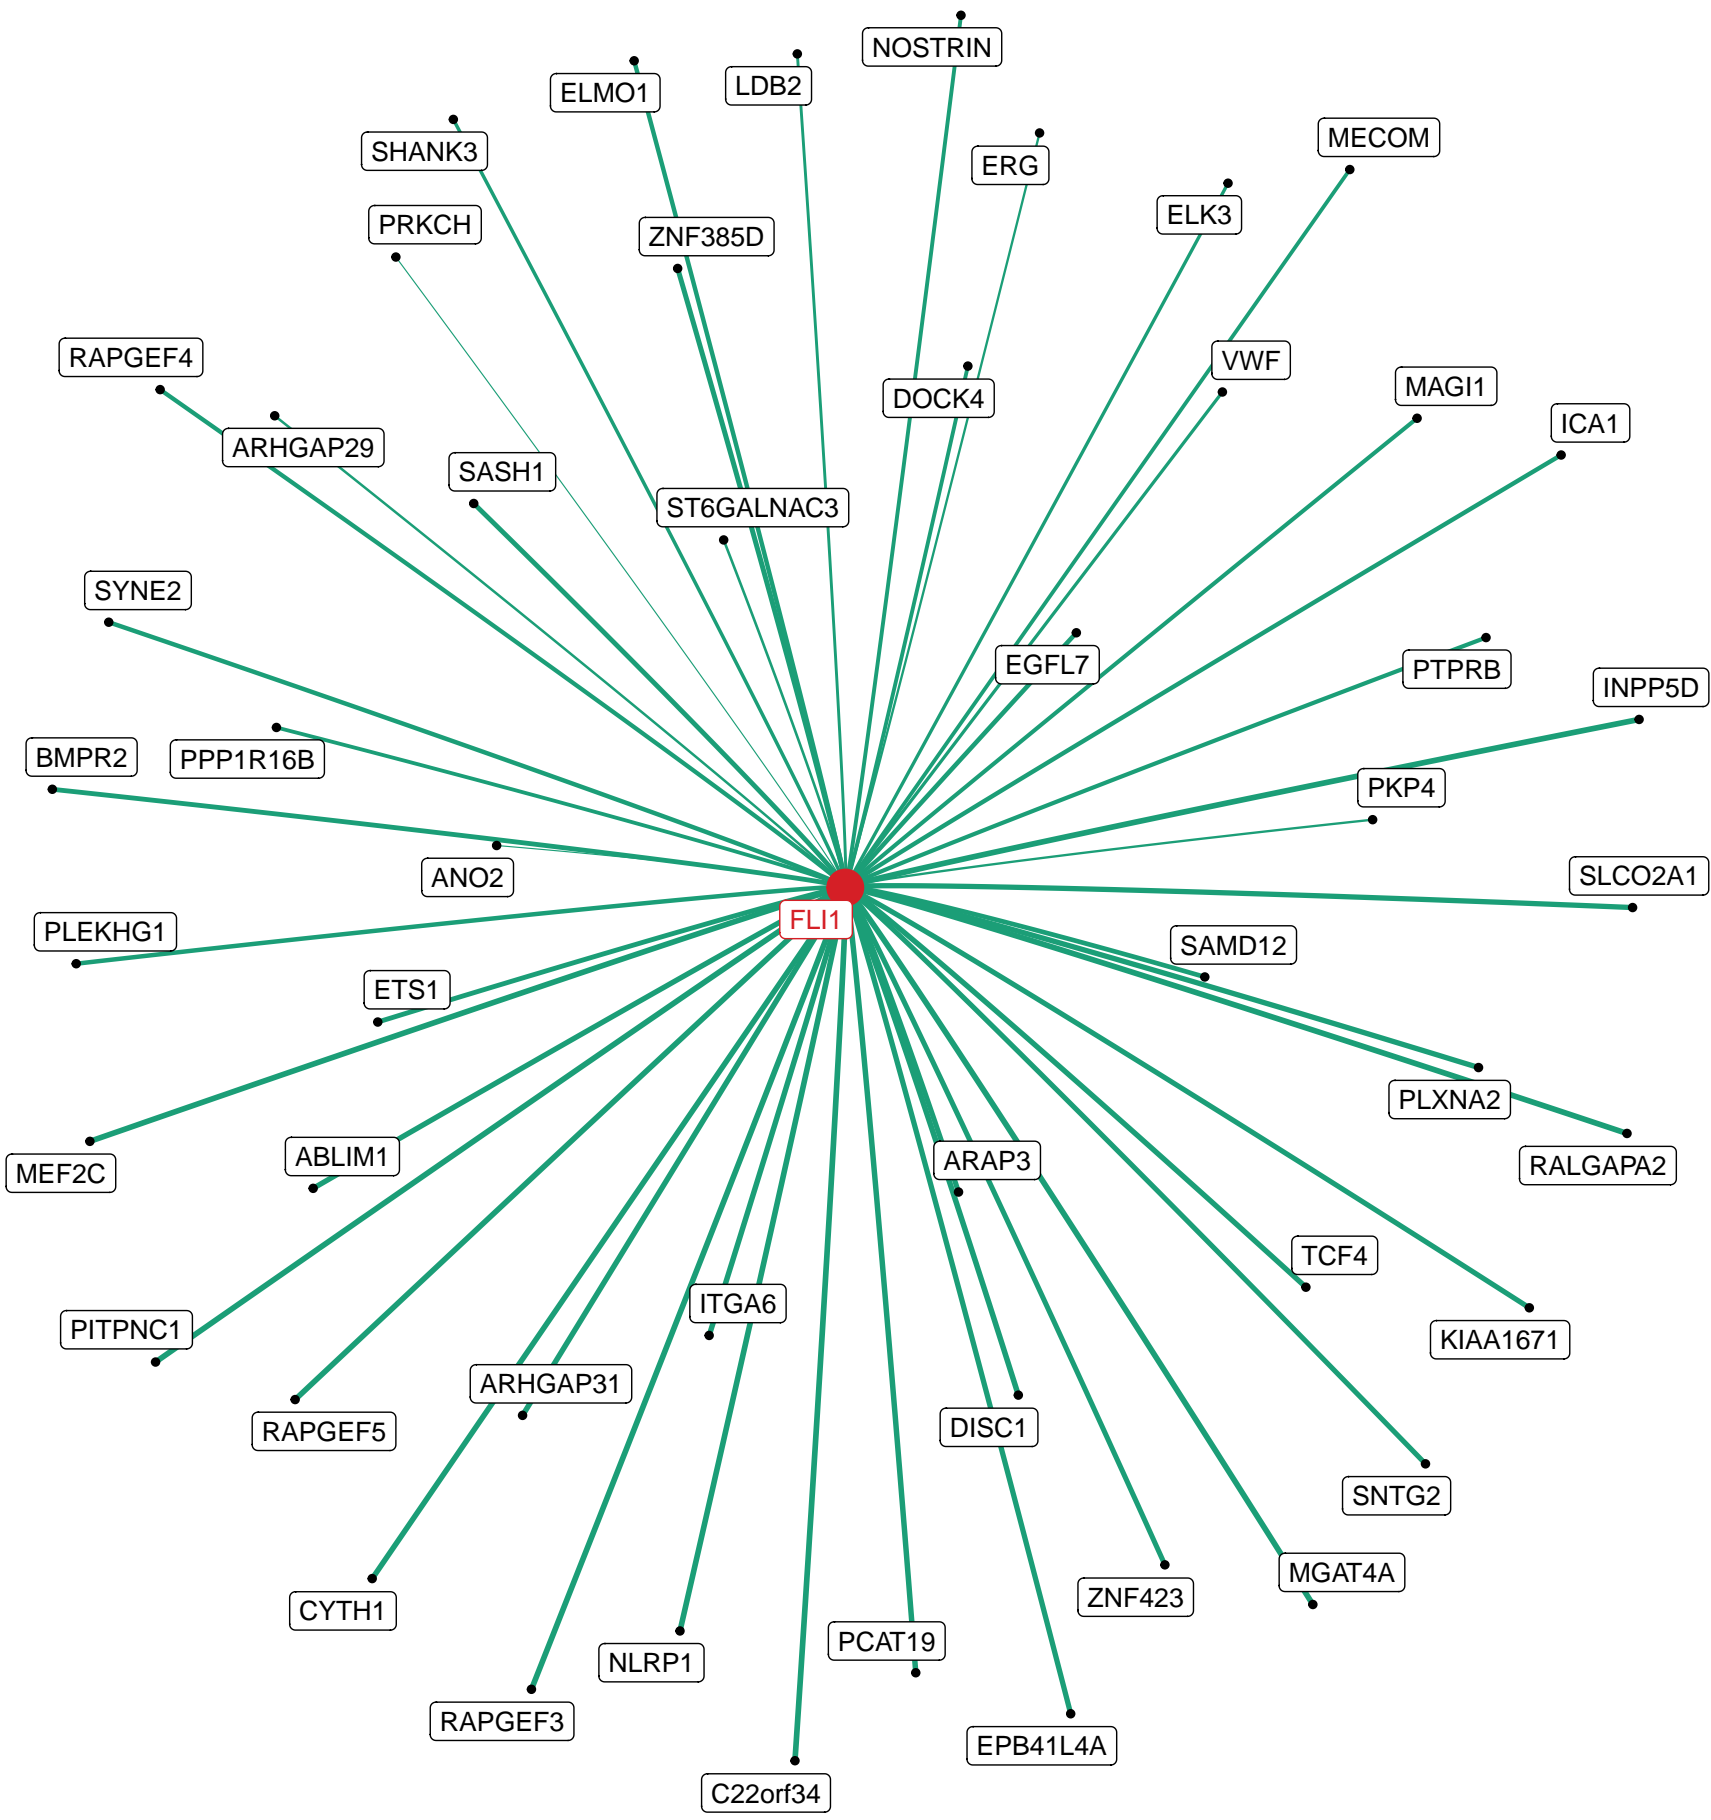 NOSTRIN
ELMO1
LDB2
MECOM
SHANK3
ERG
ELK3
PRKCH
ZNF385D
RAPGEF4
VWF
MAGI1
DOCK4
ICA1
ARHGAP29
SASH1
ST6GALNAC3
SYNE2
EGFL7
PTPRB
INPP5D
BMPR2
PPP1R16B
PKP4
ANO2
SLCO2A1
FLI1
PLEKHG1
SAMD12
ETS1
PLXNA2
MEF2C
ABLIM1
ARAP3
RALGAPA2
TCF4
ITGA6
PITPNC1
KIAA1671
ARHGAP31
RAPGEF5
DISC1
SNTG2
MGAT4A
CYTH1
ZNF423
PCAT19
NLRP1
RAPGEF3
EPB41L4A
C22orf34